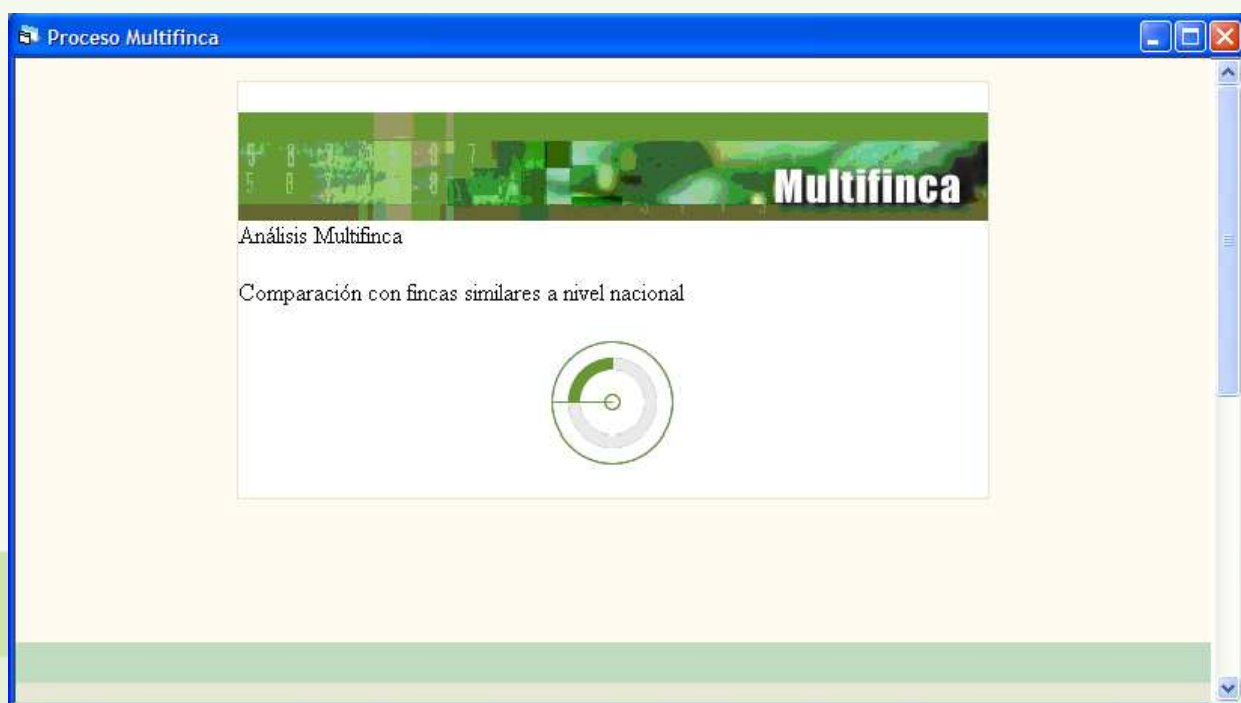 Proceso Multifinca
Multifinca
Análisis Multifinca
Comparación con fincas similares a nivel nacional